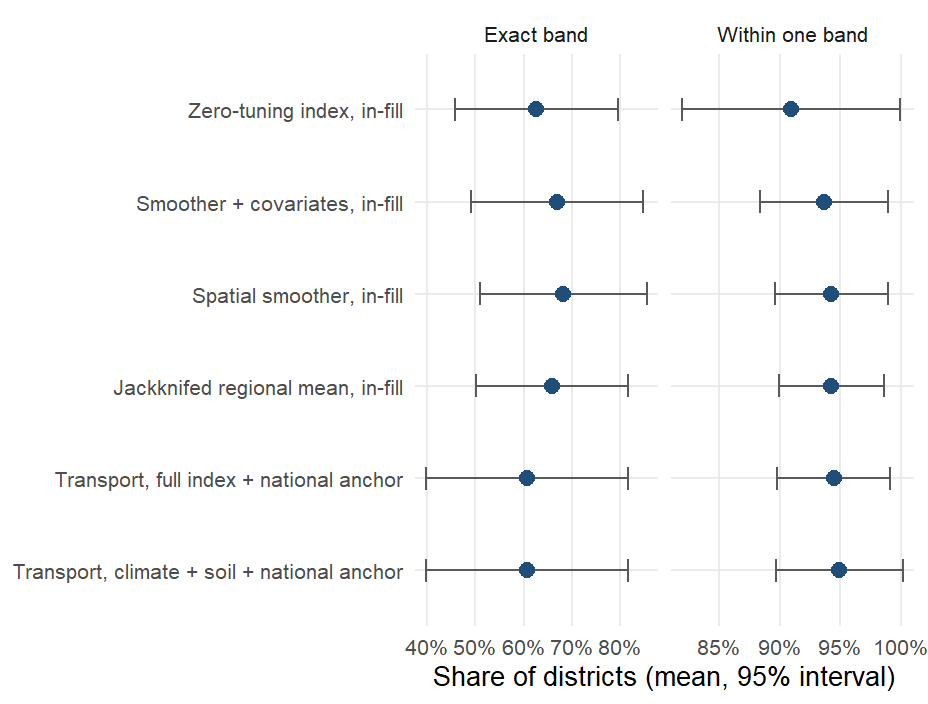 Exact band
Within one band
Zero-tuning index, in-fill
Smoother + covariates, in-fill
Spatial smoother, in-fill
Jackknifed regional mean, in-fill
Transport, full index + national anchor
Transport, climate + soil + national anchor
40% 50% 60% 70% 80%
85% 90% 95% 100%
Share of districts (mean, 95% interval)